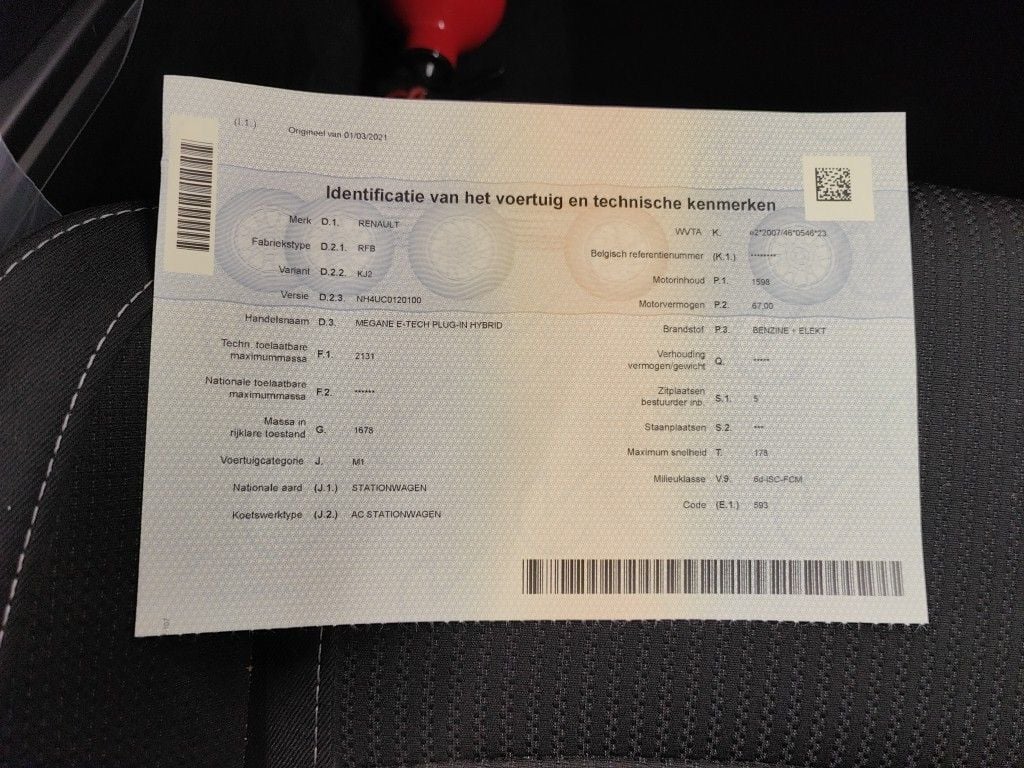 (I.1.) Origineel van 01/03/2021
Identificatie van het voertuig en technische kenmerken
Merk D.1. RENAULT
Fabriekstype D.2.1. RFB
Variant D.2.2. KJ2
Versie D.2.3. NH4UC0120100
Handelsnaam D.3. MEGANE E-TECH PLUG-IN HYBRID
Techn. toelaatbare
maximummassa F.1. 2131
Nationale toelaatbare
maximummassa F.2. ******
Massa in
rijklare toestand G. 1678
Voertuigcategorie J. M1
Nationale aard (J.1.) STATIONWAGEN
Koetswerktype (J.2.) AC STATIONWAGEN
WVTA K. e2*2007/46*0546*23
Belgisch referentienummer (K.1.) ********
Motorinhoud P.1. 1598
Motorvermogen P.2. 67,00
Brandstof P.3. BENZINE + ELEKT
Verhouding
vermogen/gewicht Q. *****
Zitplaatsen
bestuurder inb. S.1. 5
Staanplaatsen S.2. ***
Maximum snelheid T. 178
Milieuklasse V.9. 6d-ISC-FCM
Code (E.1.) 593